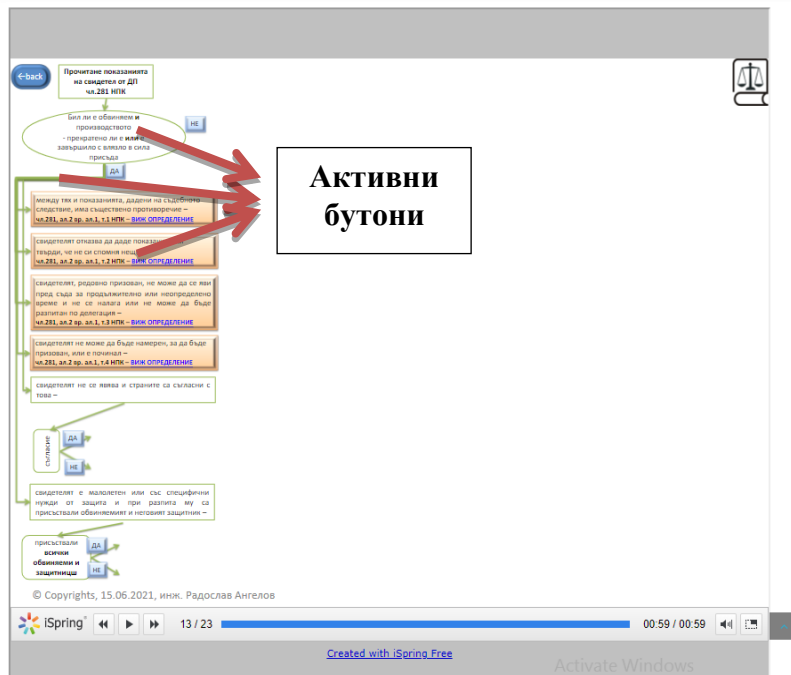 ←back
Прочитане показанията
на свидетел от ДП
чл.281 НПК
Бил ли е обвиняем и
производството
- прекратено ли е или е
завършило с влязло в сила
присъда
НЕ
ДА
Активни
бутони
между тях и показанията, дадени на съдебното
следствие, има съществено противоречие –
чл.281, ал.2 вр. ал.1, т.1 НПК – ВИЖ ОПРЕДЕЛЕНИЕ
свидетелят отказва да даде
твърди, че не си спомня
чл.281, ал.2 вр. ал.1, т.2 НПК – ВИЖ ОПРЕДЕЛЕНИЕ
свидетелят, редовно призован, не може да се яви
пред съда за продължително или неопределено
време и не се налага или не може да бъде
разпитан по делегация –
чл.281, ал.2 вр. ал.1, т.3 НПК – ВИЖ ОПРЕДЕЛЕНИЕ
свидетелят не може да бъде намерен, за да бъде
призован, или е починал –
чл.281, ал.2 вр. ал.1, т.4 НПК – ВИЖ ОПРЕДЕЛЕНИЕ
свидетелят не се явява и страните са съгласни с
това –
съгласие
ДА
НЕ
свидетелят е малолетен или със специфични
нужди от защита и при разпита му са
присъствали обвиняемият и неговият защитник –
присъствали
всички
обвиняеми и
защитницш
ДА
НЕ
© Copyrights, 15.06.2021, инж. Радослав Ангелов
iSpring
13 / 23
00:59 / 00:59
Created with iSpring Free
Activate Windows